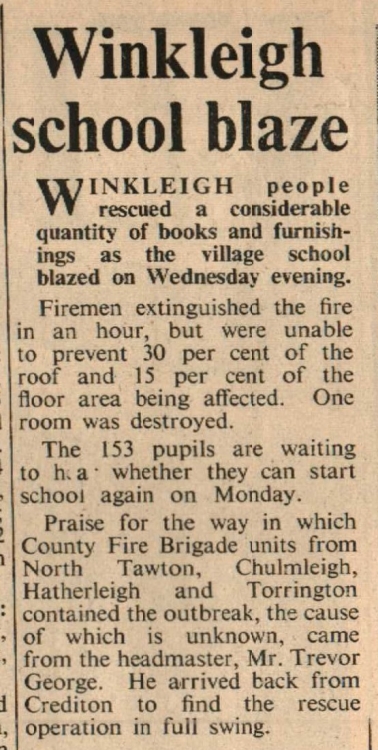 Winkleigh
school blaze
WINKLEIGH people
rescued a considerable
quantity of books and furnish-
ings as the village school
blazed on Wednesday evening.
Firemen extinguished the fire
in an hour, but were unable
to prevent 30 per cent of the
roof and 15 per cent of the
floor area being affected. One
room was destroyed.
The 153 pupils are waiting
to whether they can start
school again on Monday.
Praise for the way in which
County Fire Brigade units from
North Tawton, Chulmleigh,
Hatherleigh and Torrington
contained the outbreak, the cause
of which is unknown, came
from the headmaster, Mr. Trevor
George. He arrived back from
Crediton to find the rescue
operation in full swing.